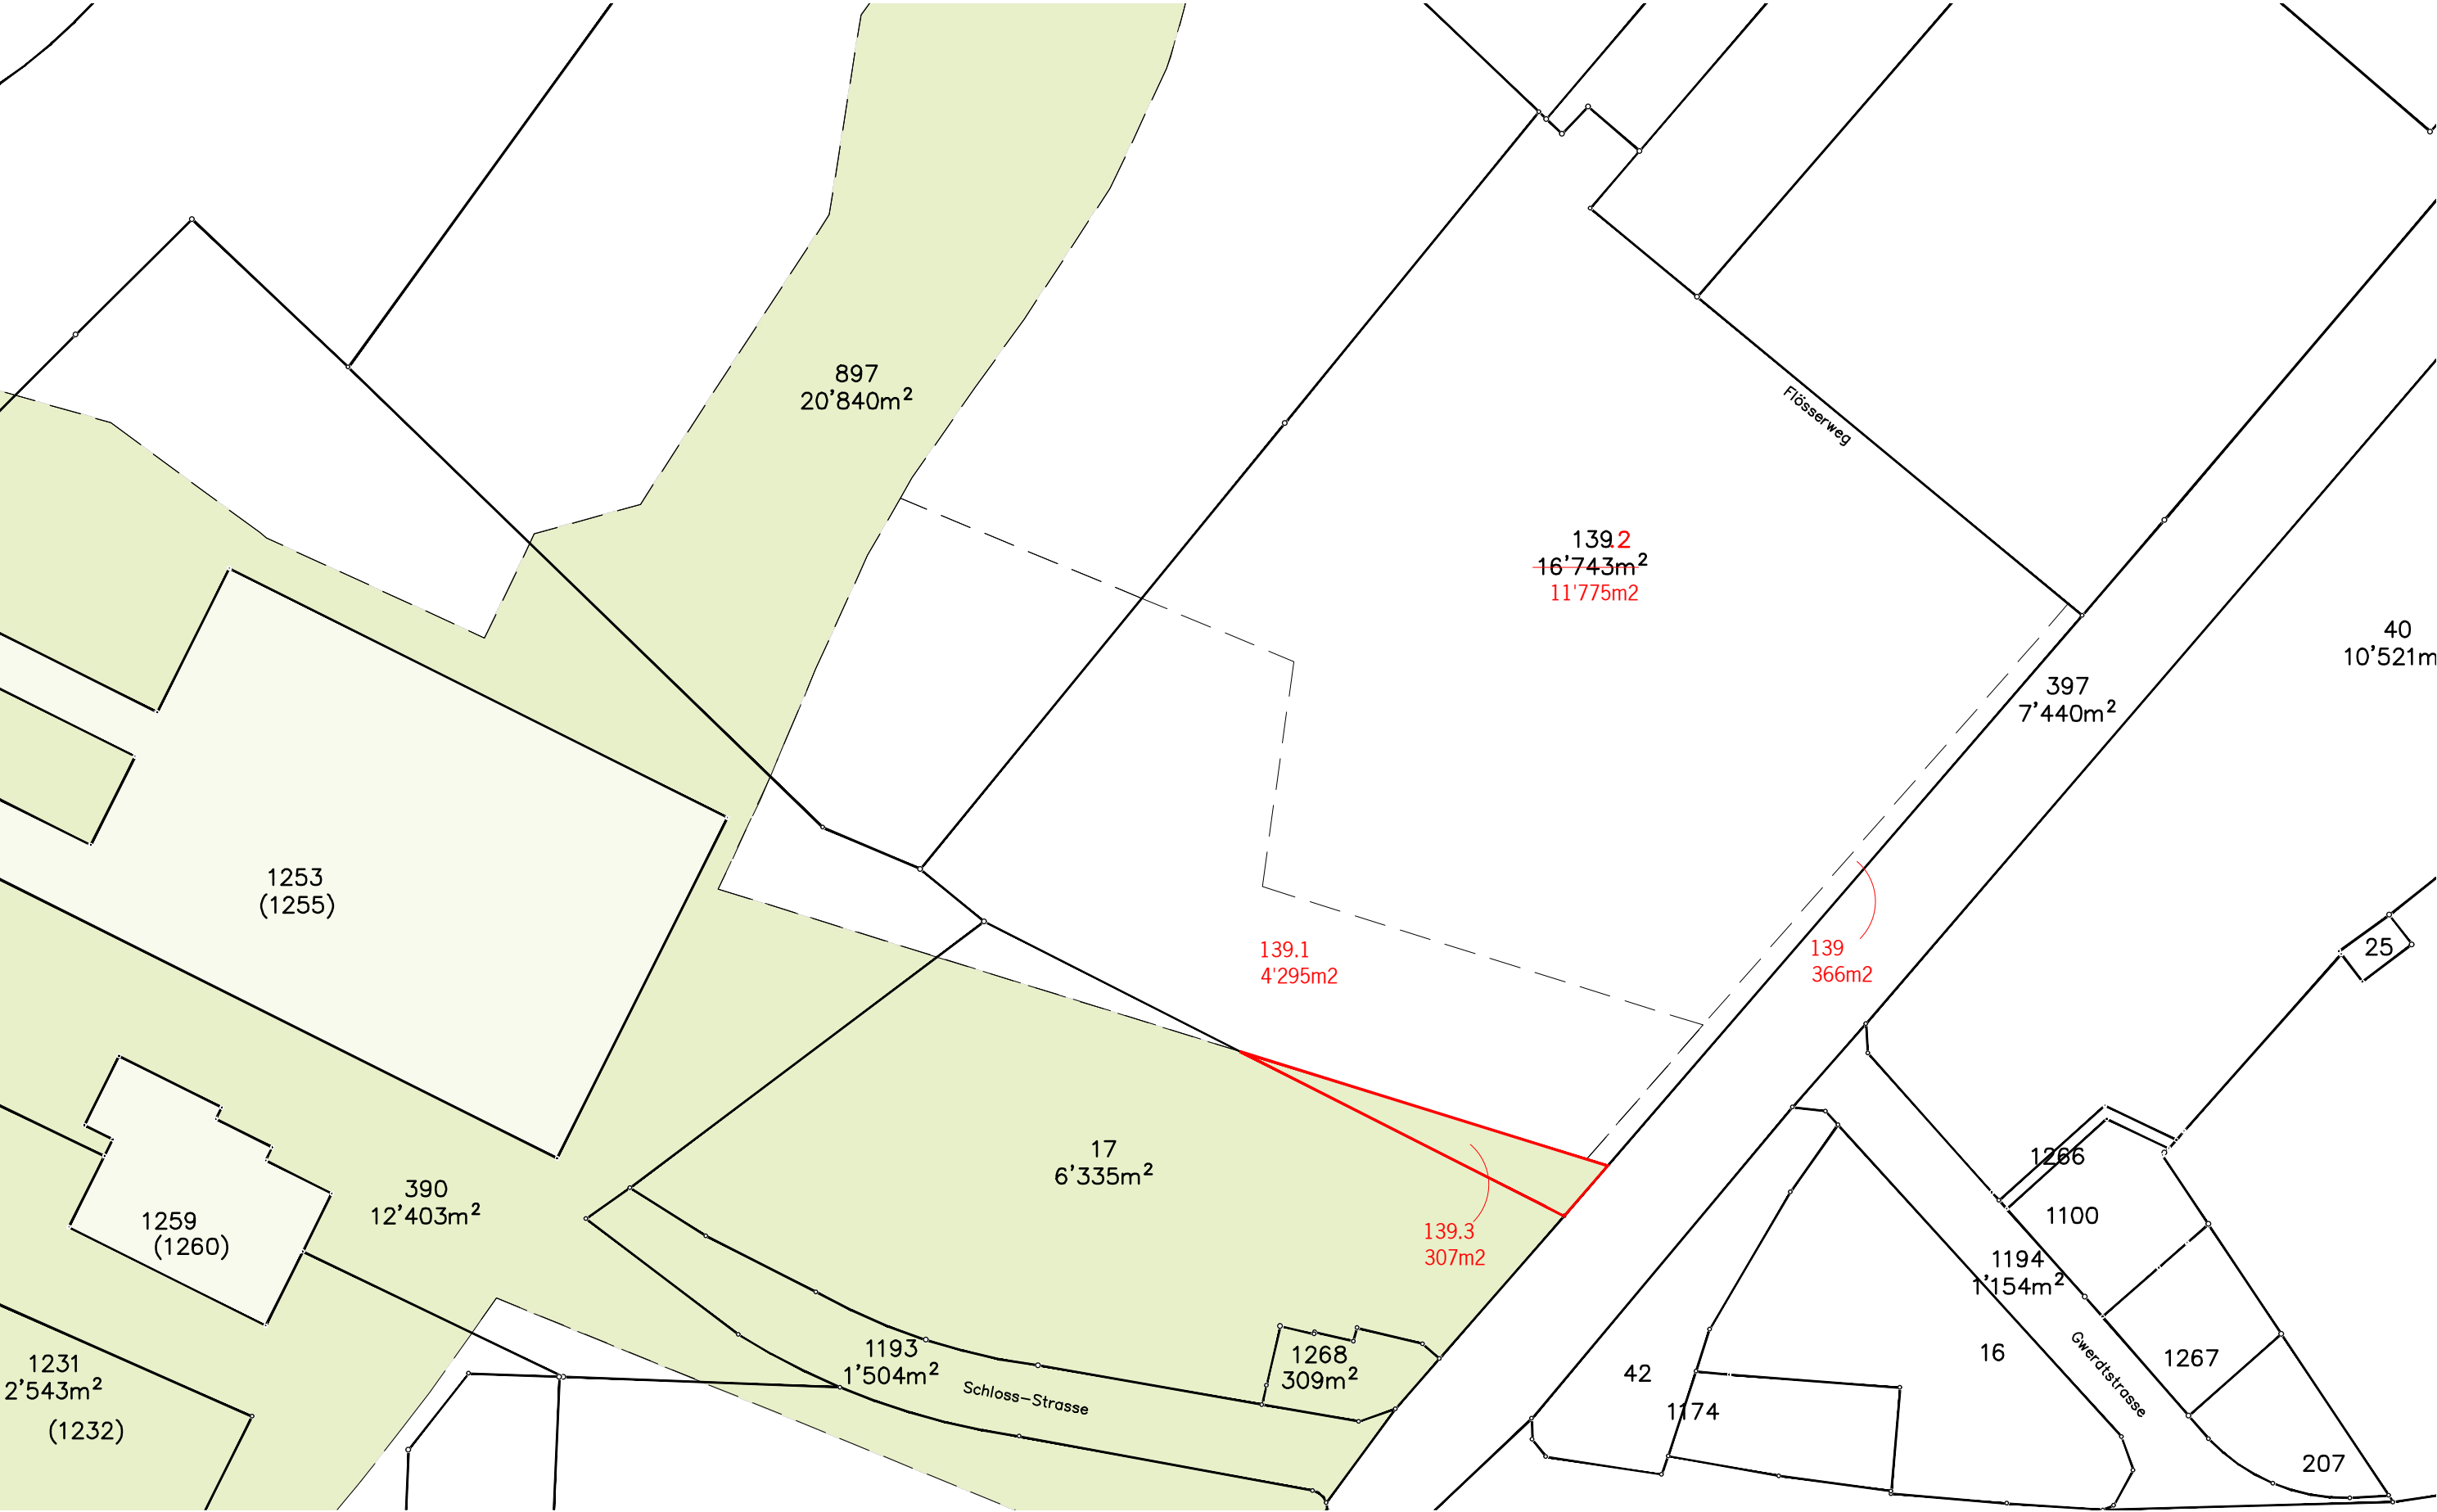 897
20'840m²
Flösserweg
139.2
16'743m²
11'775m2
40
10'521m
397
7'440m²
1253
(1255)
139.1
4'295m2
139
366m2
25
17
6'335m²
1266
390
12'403m²
1259
(1260)
139.3
307m2
1100
1194
1'154m²
1231
2'543m²
(1232)
1193
1'504m²
Schloss-Strasse
1268
309m²
42
1174
16
Gwerdtstrasse
1267
207